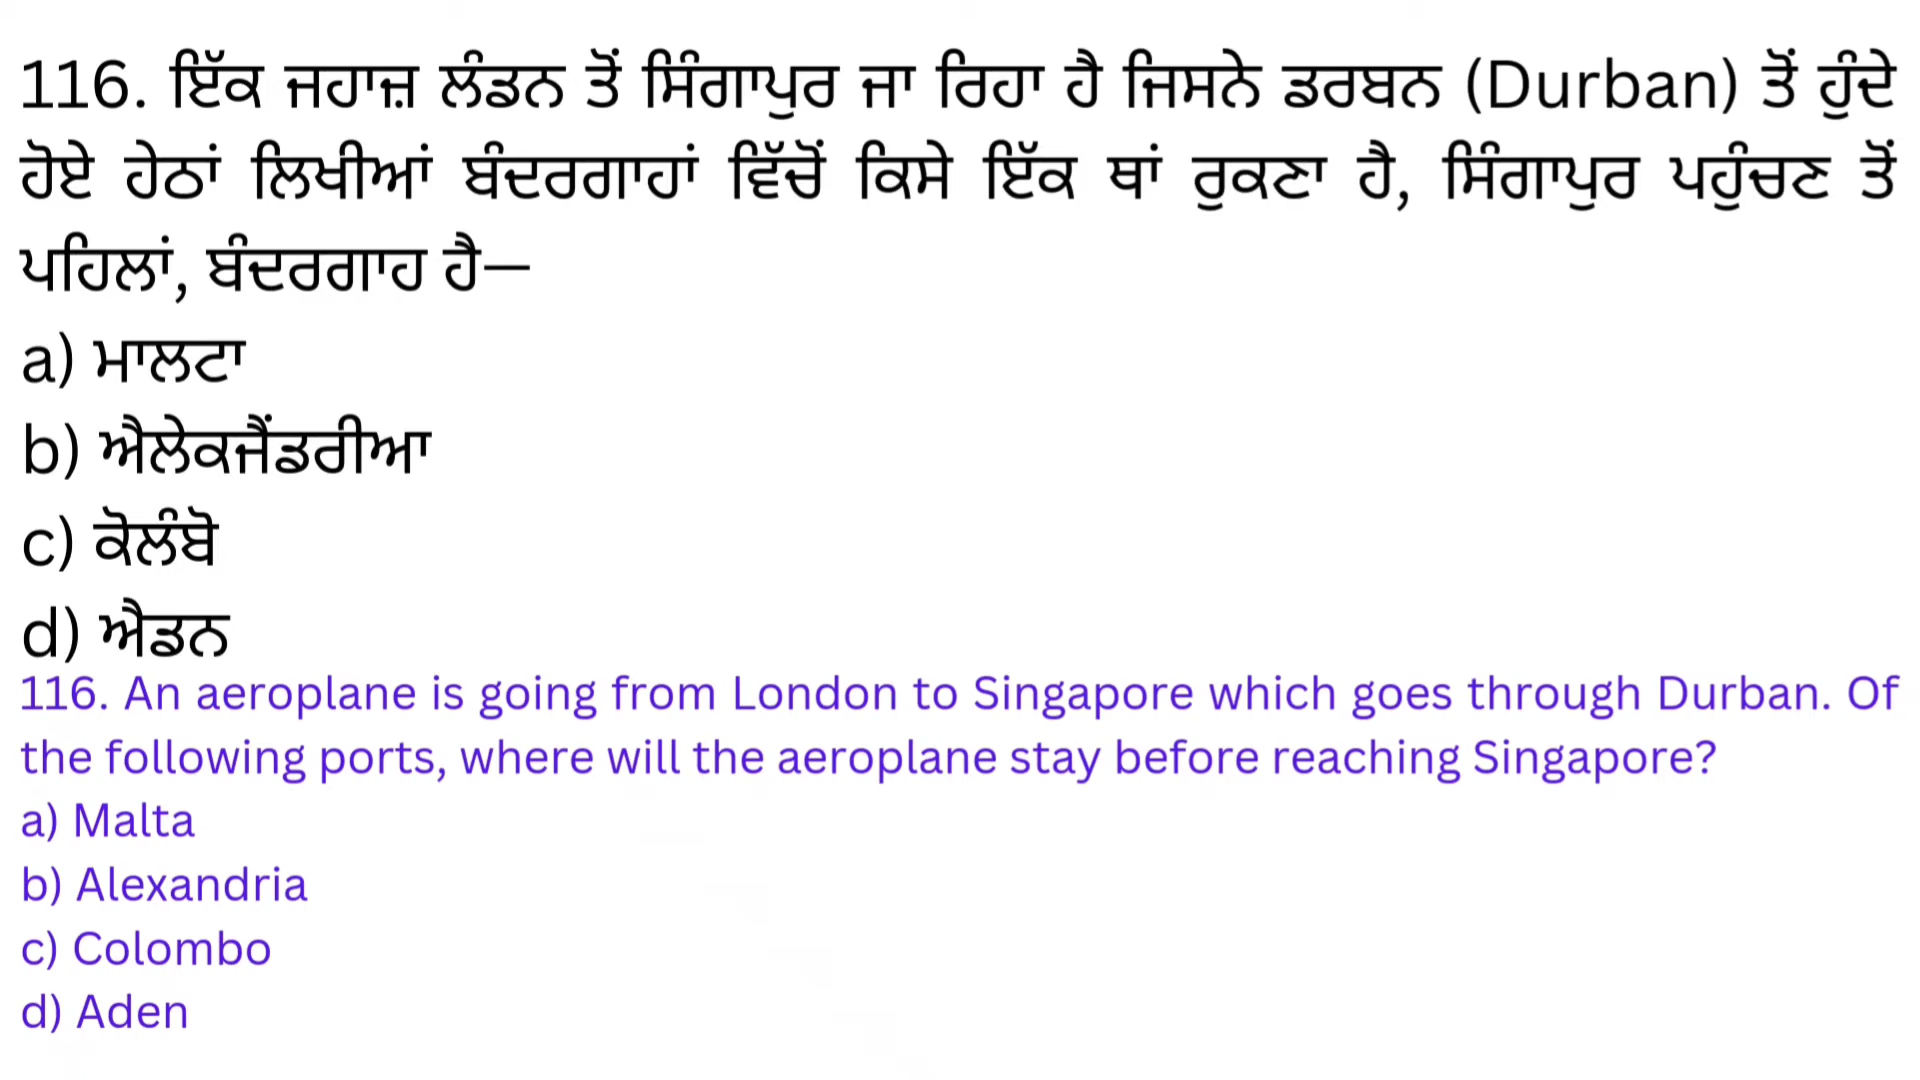 116. ਇੱਕ ਜਹਾਜ਼ ਲੰਡਨ ਤੋਂ ਸਿੰਗਾਪੁਰ ਜਾ ਰਿਹਾ ਹੈ ਜਿਸਨੇ ਡਰਬਨ (Durban) ਤੋਂ ਹੁੰਦੇ
ਹੋਏ ਹੇਠਾਂ ਲਿਖੀਆਂ ਬੰਦਰਗਾਹਾਂ ਵਿੱਚੋਂ ਕਿਸੇ ਇੱਕ ਥਾਂ ਰੁਕਣਾ ਹੈ, ਸਿੰਗਾਪੁਰ ਪਹੁੰਚਣ ਤੋਂ
ਪਹਿਲਾਂ, ਬੰਦਰਗਾਹ ਹੈ—
a) ਮਾਲਟਾ
b) ਐਲੇਕਜੈਂਡਰੀਆ
c) ਕੋਲੰਬੋ
d) ਐਡਨ
116. An aeroplane is going from London to Singapore which goes through Durban. Of
the following ports, where will the aeroplane stay before reaching Singapore?
a) Malta
b) Alexandria
c) Colombo
d) Aden